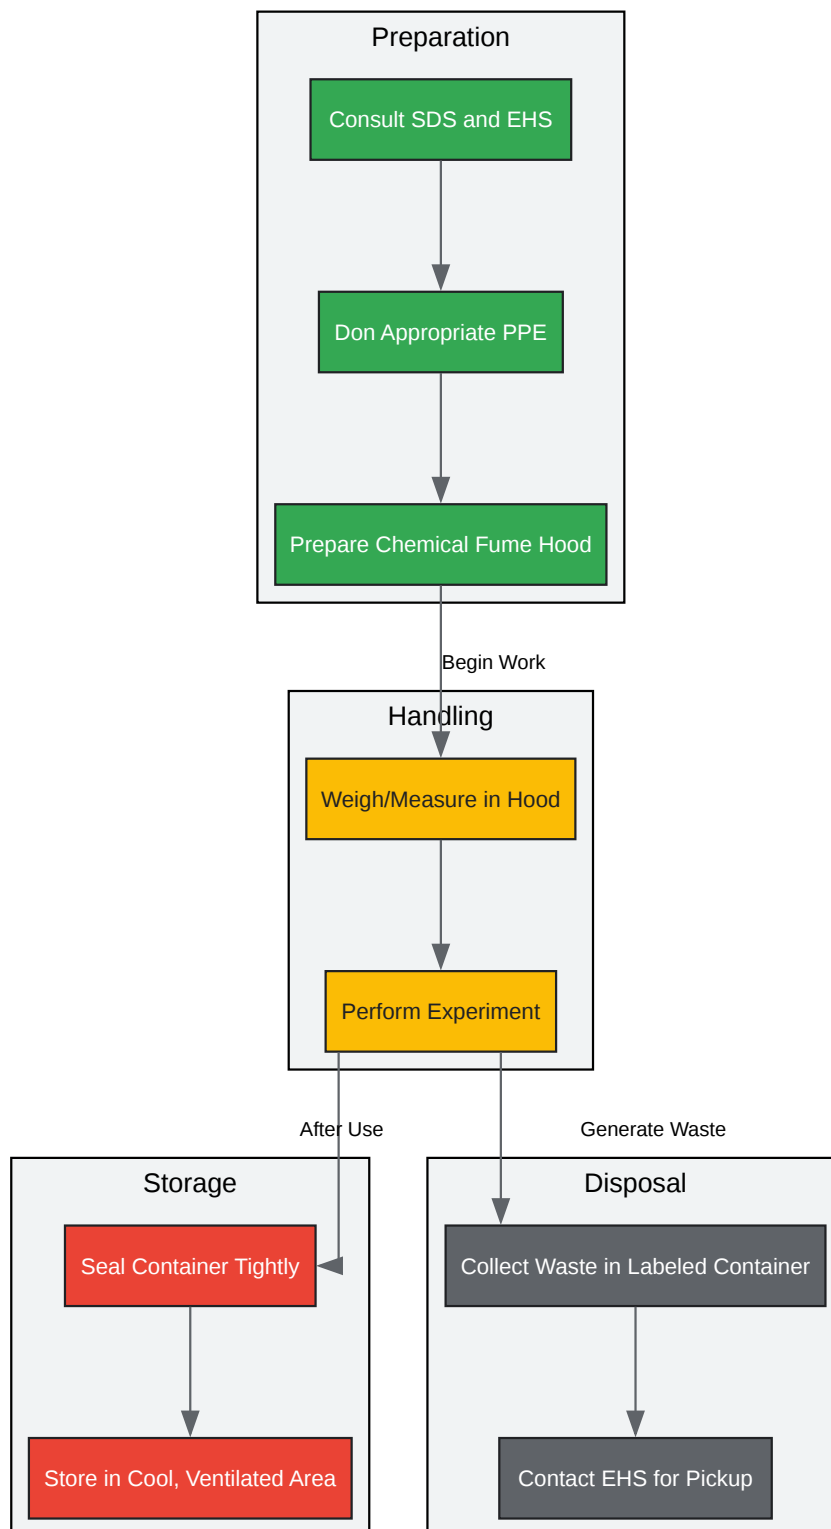 Preparation
Consult SDS and EHS
Don Appropriate PPE
Prepare Chemical Fume Hood
Begin Work
Handling
Weigh/Measure in Hood
Perform Experiment
After Use
Generate Waste
Storage
Disposal
Seal Container Tightly
Collect Waste in Labeled Container
Store in Cool, Ventilated Area
Contact EHS for Pickup